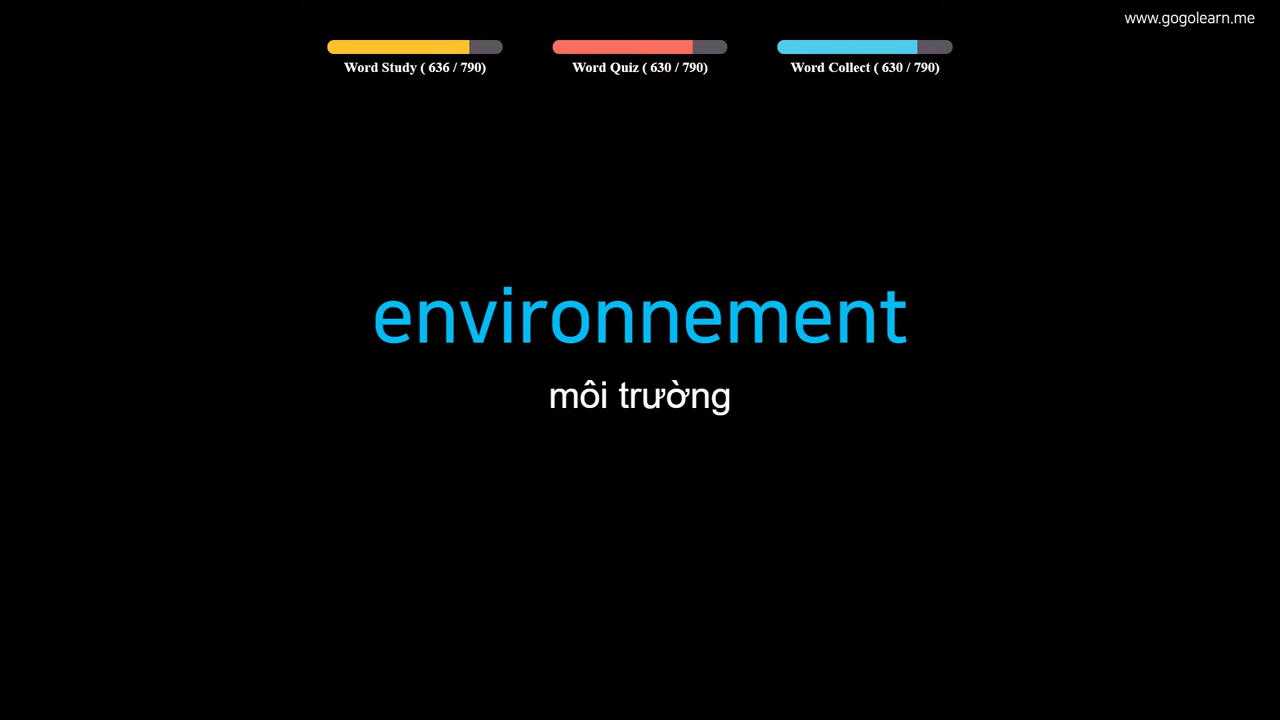 www.gogolearn.me
Word Study ( 636 / 790)
Word Quiz ( 630 / 790)
Word Collect ( 630 / 790)
environnement
môi trường